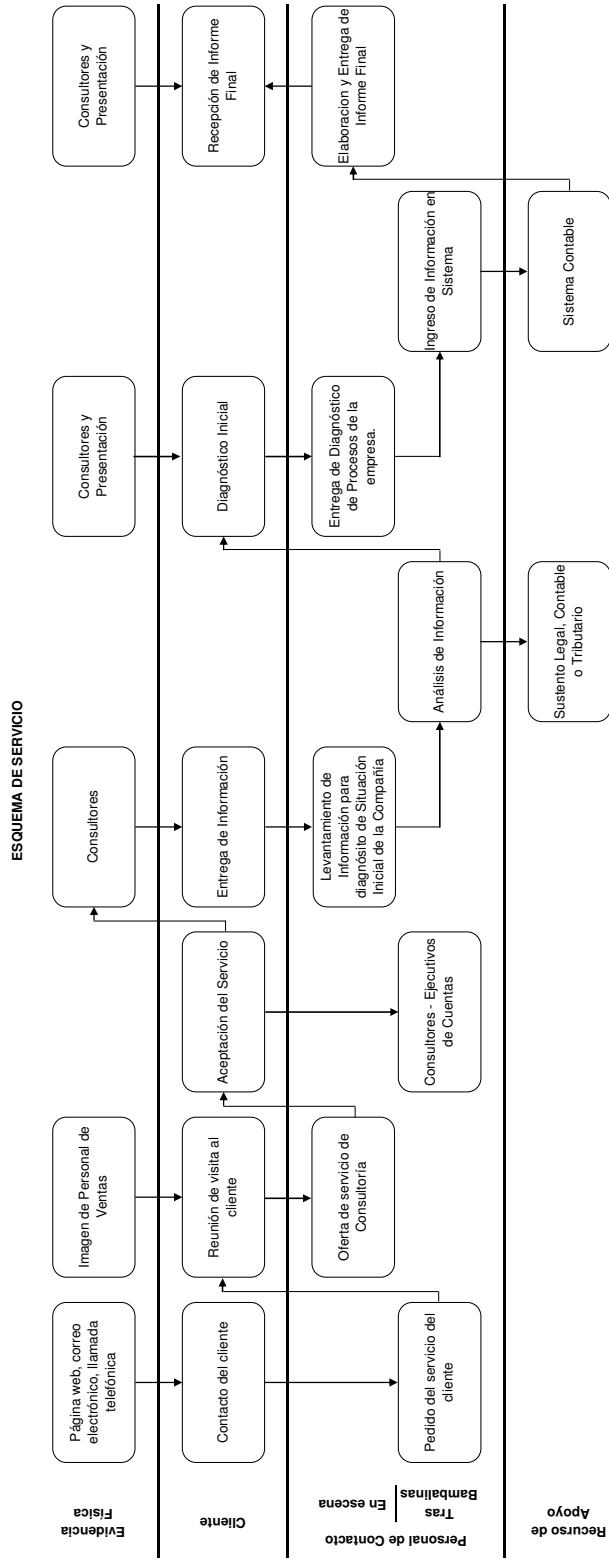 ESQUEMA DE SERVICIO
Evidencia
Física
Página web, correo
electrónico, llamada
telefónica
Imagen de Personal de
Ventas
Consultores
Consultores y
Presentación
Consultores y
Presentación
Cliente
Contacto del cliente
Reunión de visita al
cliente
Aceptación del Servicio
Entrega de Información
Diagnóstico Inicial
Recepción de Informe
Final
Personal de Contacto
En escena
Oferta de servicio de
Consultoría
Levantamiento de
Información para
diagnósito de Situación
Inicial de la Compañía
Entrega de Diagnóstico
de Procesos de la
empresa.
Elaboracion y Entrega de
Informe Final
Tras
Bambalinas
Pedido del servicio del
cliente
Consultores - Ejecutivos
de Cuentas
Análisis de Información
Ingreso de Información en
Sistema
Recurso de
Apoyo
Sustento Legal, Contable
o Tributario
Sistema Contable